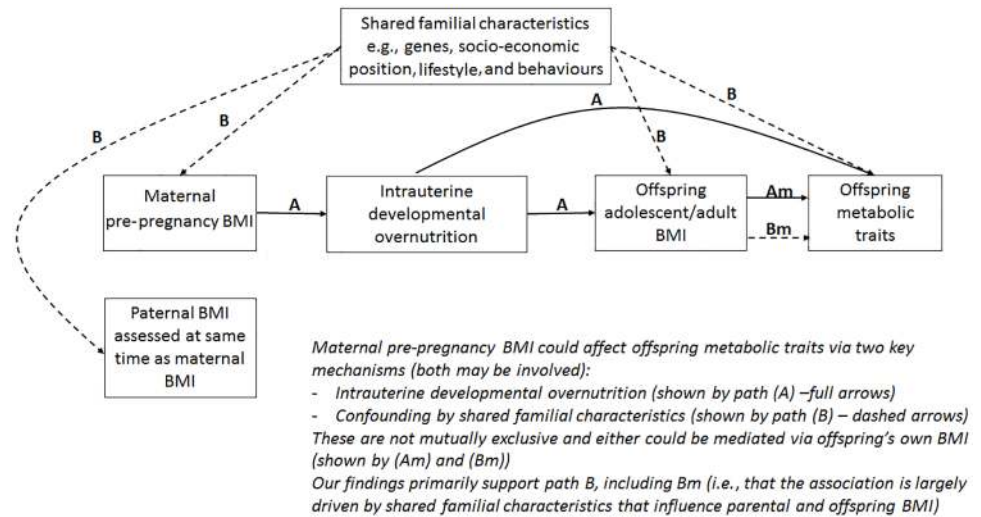 Shared familial characteristics
e.g., genes, socio-economic
position, lifestyle, and behaviours
A
B
B
B
B
Maternal
pre-pregnancy BMI
A
Intrauterine
developmental
overnutrition
A
Offspring
adolescent/adult
BMI
Am
Bm
Offspring
metabolic
traits
Paternal BMI
assessed at same
time as maternal
BMI
Maternal pre-pregnancy BMI could affect offspring metabolic traits via two key
mechanisms (both may be involved):
- Intrauterine developmental overnutrition (shown by path (A) –full arrows)
- Confounding by shared familial characteristics (shown by path (B) – dashed arrows)
These are not mutually exclusive and either could be mediated via offspring's own BMI
(shown by (Am) and (Bm))
Our findings primarily support path B, including Bm (i.e., that the association is largely
driven by shared familial characteristics that influence parental and offspring BMI)